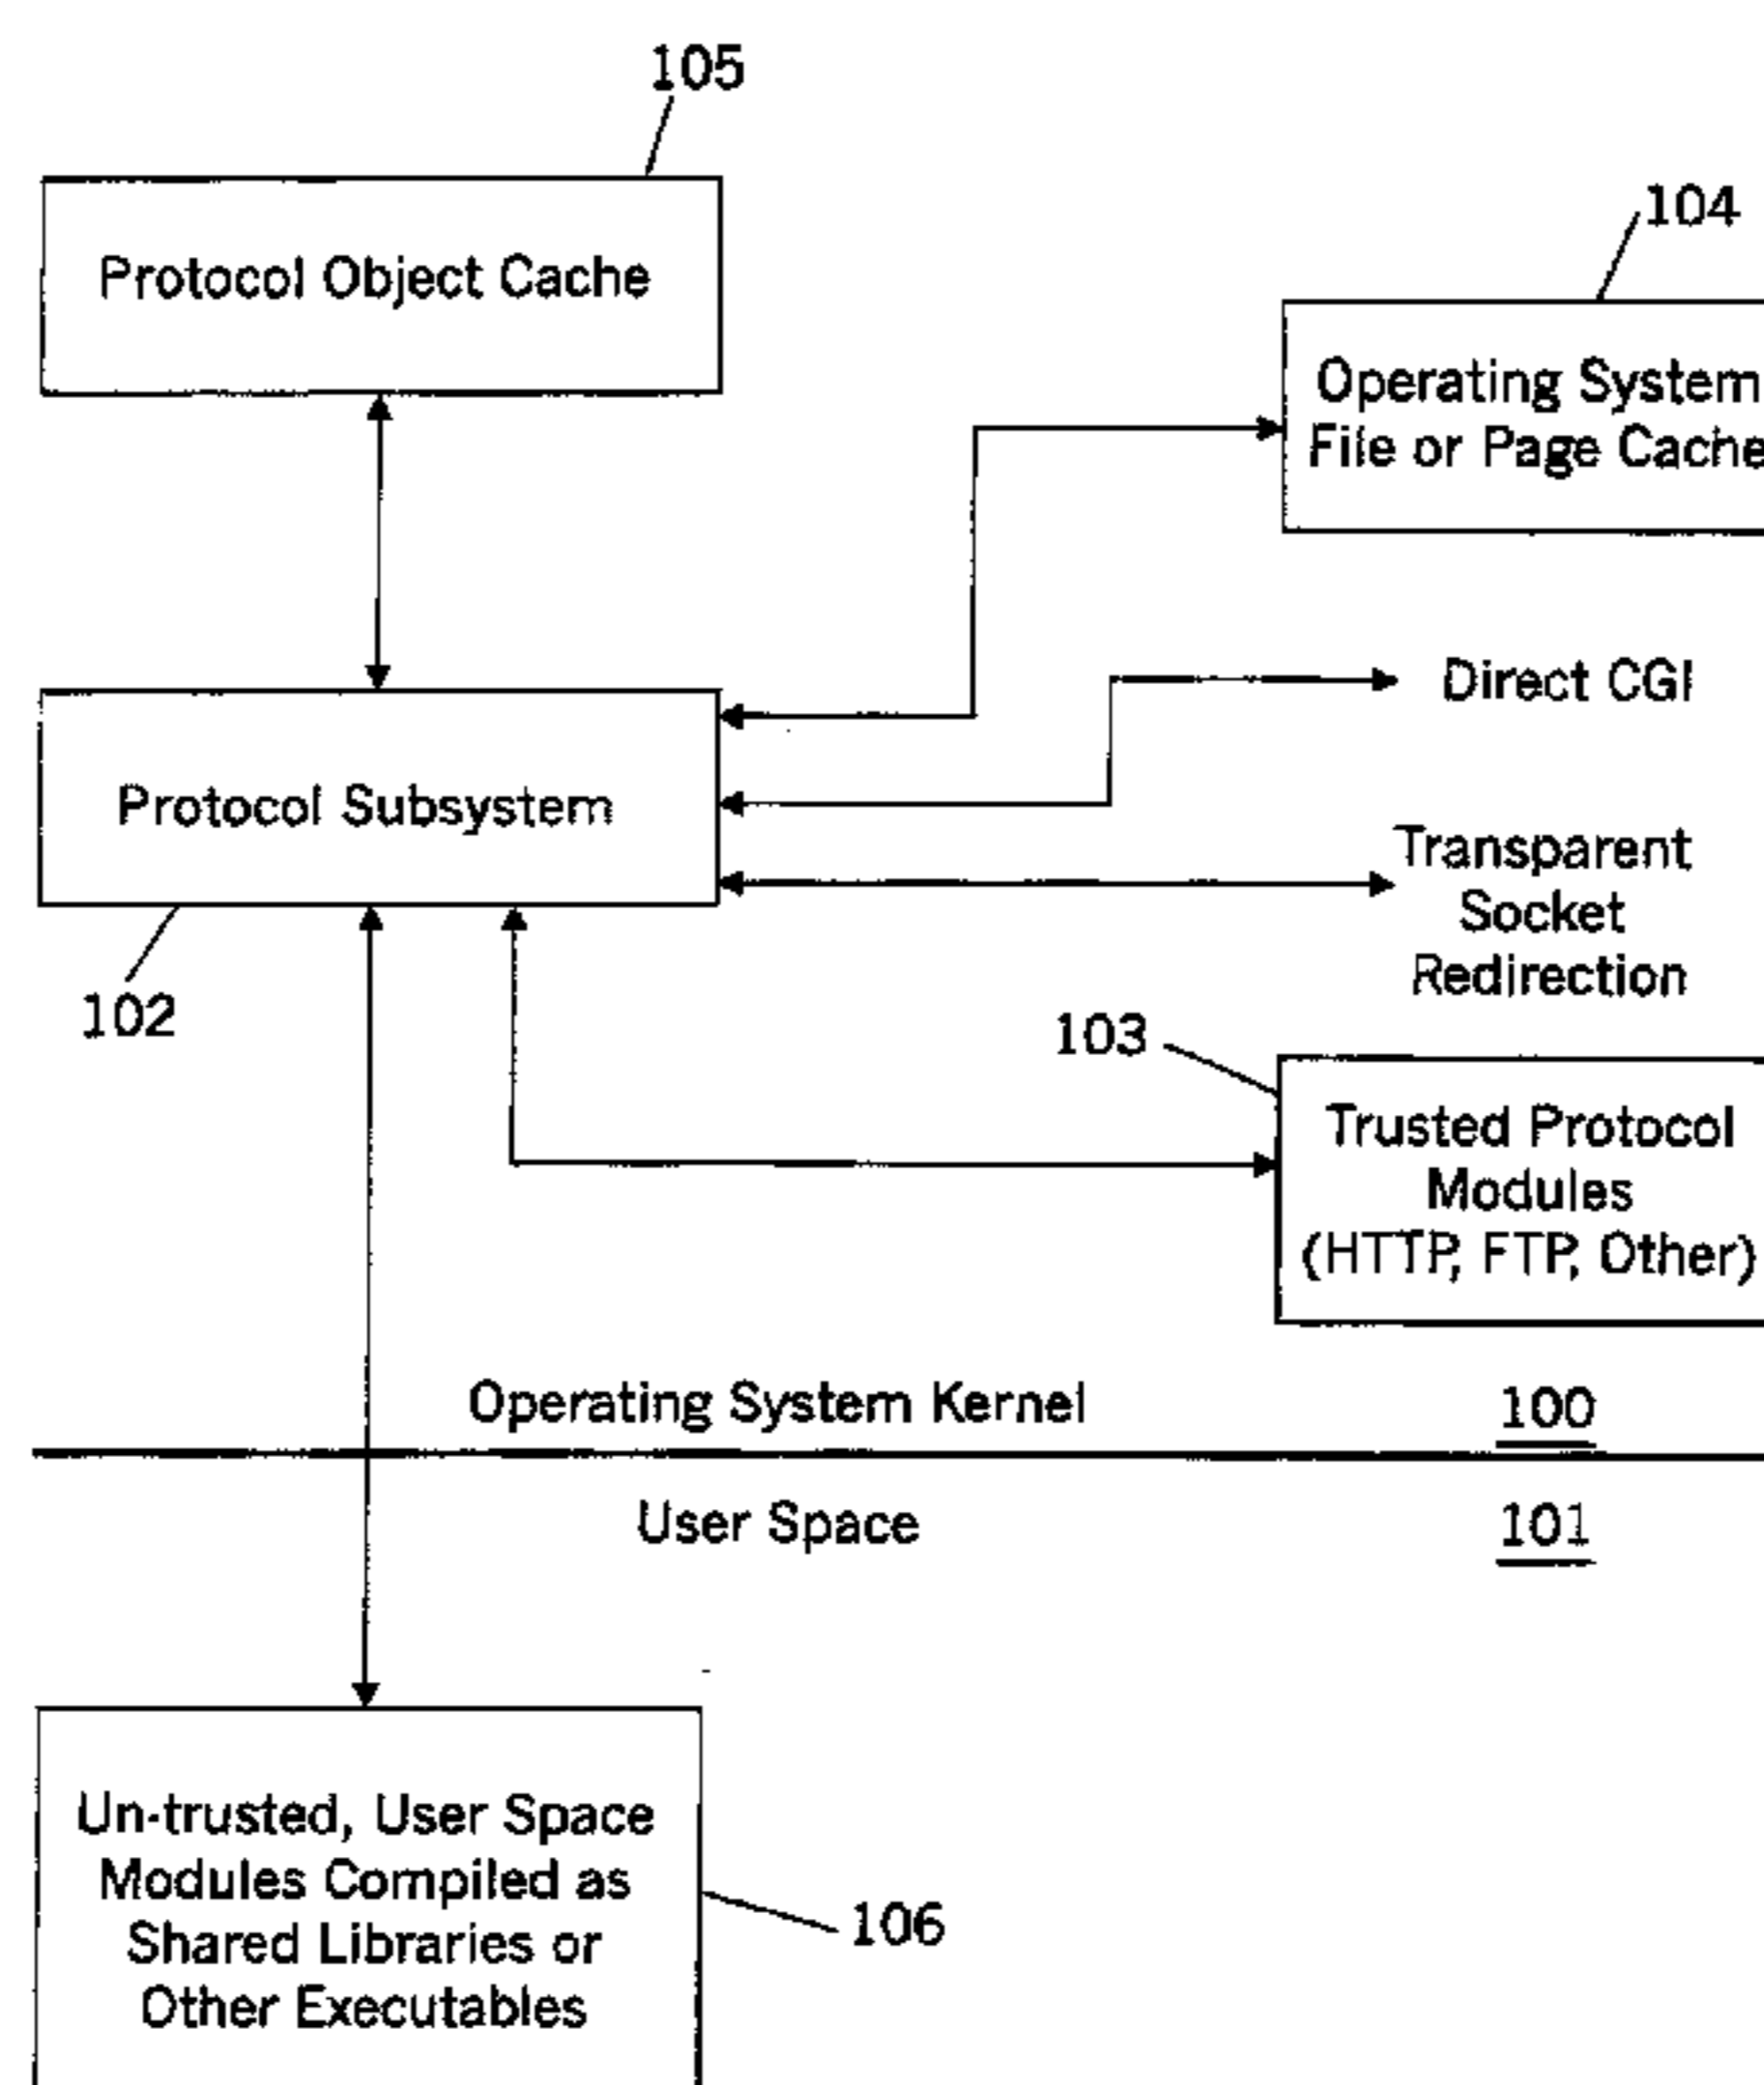 105
Protocol Object Cache
104
Operating System
File or Page Cache
Direct CGI
Protocol Subsystem
Transparent
Socket
Redirection
102
103
Trusted Protocol
Modules
(HTTP, FTP, Other)
Operating System Kernel
100
User Space
101
Un-trusted, User Space
Modules Compiled as
Shared Libraries or
Other Executables
106